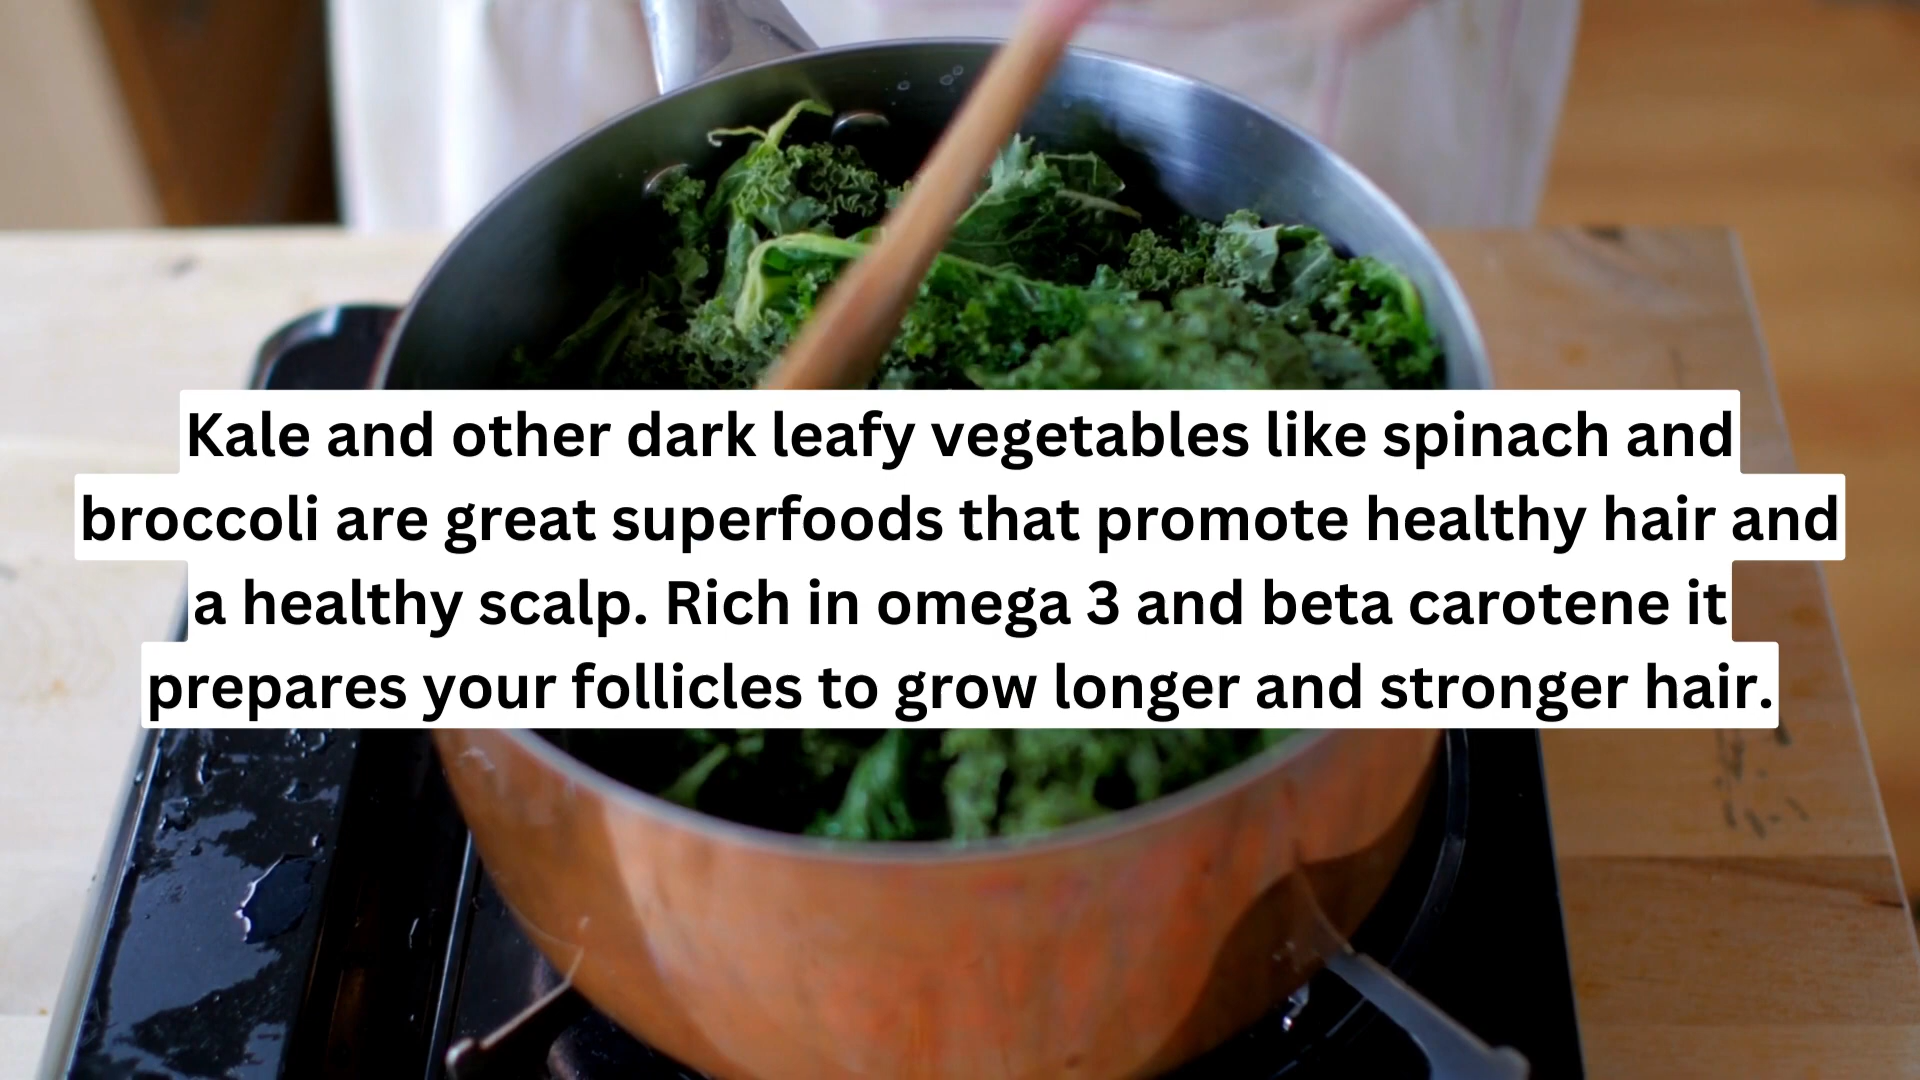 Kale and other dark leafy vegetables like spinach and
broccoli are great superfoods that promote healthy hair and
a healthy scalp. Rich in omega 3 and beta carotene it
prepares your follicles to grow longer and stronger hair.